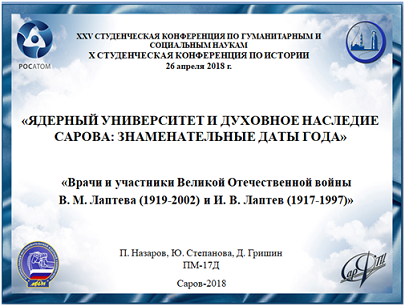 XXV СТУДЕНЧЕСКАЯ КОНФЕРЕНЦИЯ ПО ГУМАНИТАРНЫМ И
СОЦИАЛЬНЫМ НАУКАМ
X СТУДЕНЧЕСКАЯ КОНФЕРЕНЦИЯ ПО ИСТОРИИ
26 апреля 2018 г.
РОСАТОМ
«ЯДЕРНЫЙ УНИВЕРСИТЕТ И ДУХОВНОЕ НАСЛЕДИЕ
САРОВА: ЗНАМЕНАТЕЛЬНЫЕ ДАТЫ ГОДА»
«Врачи и участники Великой Отечественной войны
В. М. Лаптева (1919-2002) и И. В. Лаптев (1917-1997)»
П. Назаров, Ю. Степанова, Д. Гришин
ПМ-17Д
Саров-2018
СарФТИ